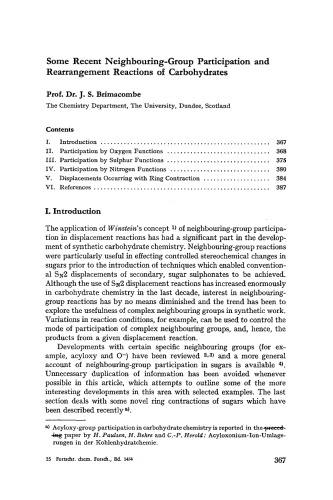 Some Recent Neighbouring-Group Participation and
Rearrangement Reactions of Carbohydrates
Prof. Dr. J. S. Brimacombe
The Chemistry Department, The University, Dundee, Scotland
Contents
I. Introduction ................................................... 367
II. Participation by Oxygen Functions ............................... 368
III. Participation by Sulphur Functions ............................... 375
IV. Participation by Nitrogen Functions .............................. 380
V. Displacements Occurring with Ring Contraction .................... 384
VI. References ..................................................... 387
I. Introduction
The application of Winstein's concept 1) of neighbouring-group participa-
tion in displacement reactions has had a significant part in the develop-
ment of synthetic carbohydrate chemistry. Neighbouring-group reactions
were particularly useful in effecting controlled stereochemical changes in
sugars prior to the introduction of techniques which enabled convention-
al SN2 displacements of secondary, sugar sulphonates to be achieved.
Although the use of SN2 displacement reactions has increased enormously
in carbohydrate chemistry in the last decade, interest in neighbouring-
group reactions has by no means diminished and the trend has been to
explore the usefulness of complex neighbouring groups in synthetic work.
Variations in reaction conditions, for example, can be used to control the
mode of participation of complex neighbouring groups, and, hence, the
products from a given displacement reaction.
Developments with certain specific neighbouring groups (for ex-
ample, acyloxy and O–) have been reviewed 2,3) and a more general
account of neighbouring-group participation in sugars is available 4).
Unnecessary duplication of information has been avoided whenever
possible in this article, which attempts to outline some of the more
interesting developments in this area with selected examples. The last
section deals with some novel ring contractions of sugars which have
been described recently a).
a) Acyloxy-group participation in carbohydrate chemistry is reported in the preced-
ing paper by H. Paulsen, H. Behre and C.-P. Herold: Acyloxonium-Ion-Umlage-
rungen in der Kohlenhydratchemie.
25 Fortschr. chem. Forsch., Bd. 14/4
367